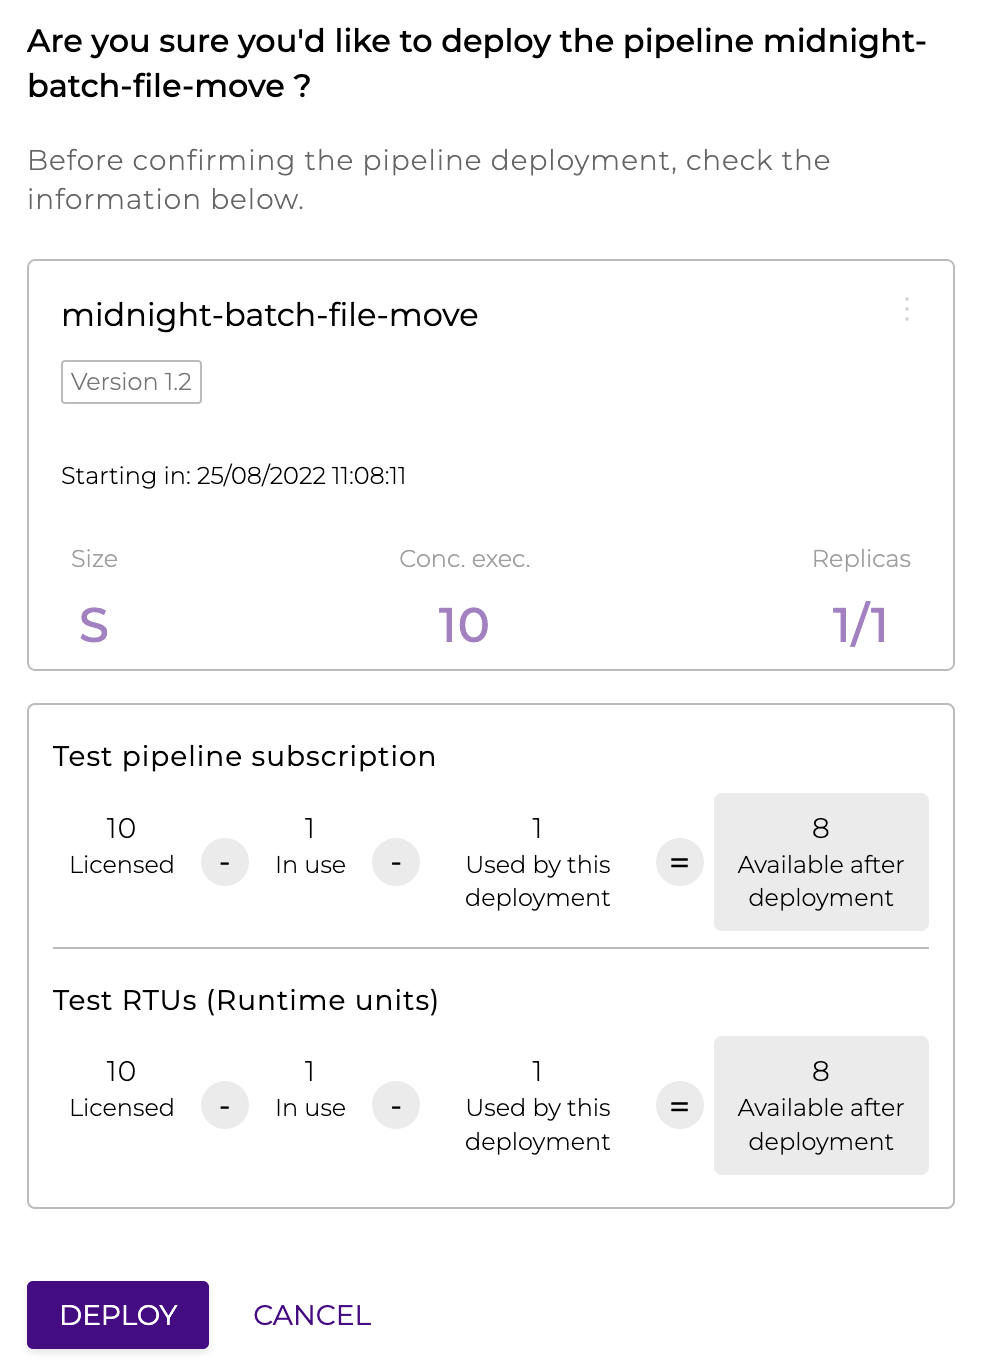 Are you sure you'd like to deploy the pipeline midnight-
batch-file-move ?
Before confirming the pipeline deployment, check the
information below.
midnight-batch-file-move
Version 1.2
Starting in: 25/08/2022 11:08:11
Size Conc. exec. Replicas
S 10 1/1
Test pipeline subscription
10 1 1 8
Licensed - In use - Used by this = Available after
deployment deployment
Test RTUs (Runtime units)
10 1 1 8
Licensed - In use - Used by this = Available after
deployment deployment
DEPLOY CANCEL